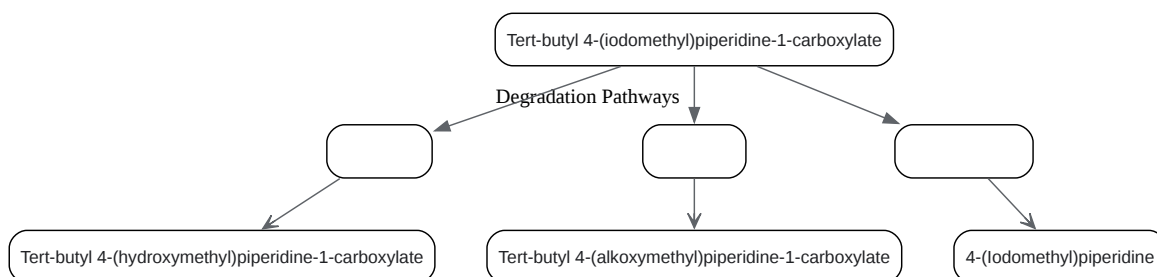 Tert-butyl 4-(iodomethyl)piperidine-1-carboxylate
Degradation Pathways
Tert-butyl 4-(hydroxymethyl)piperidine-1-carboxylate
Tert-butyl 4-(alkoxymethyl)piperidine-1-carboxylate
4-(Iodomethyl)piperidine